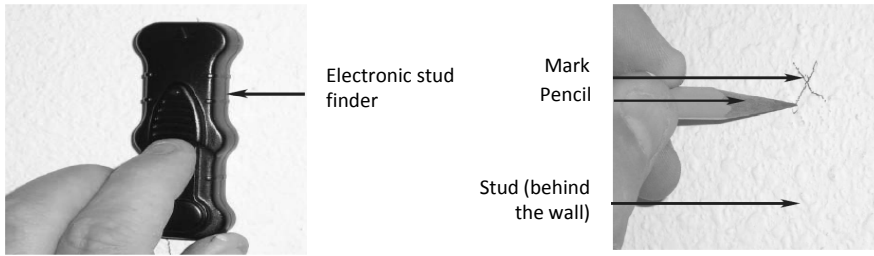 Electronic stud
finder
Mark
Pencil
Stud (behind
the wall)